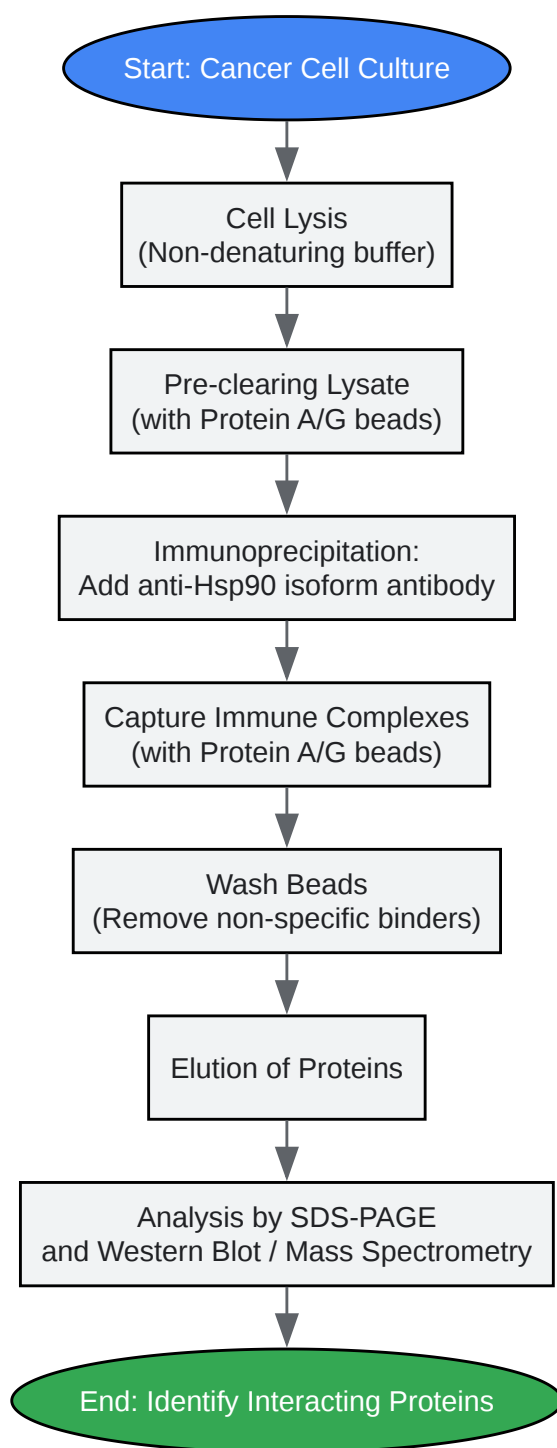 Start: Cancer Cell Culture
Cell Lysis
(Non-denaturing buffer)
Pre-clearing Lysate
(with Protein A/G beads)
Immunoprecipitation:
Add anti-Hsp90 isoform antibody
Capture Immune Complexes
(with Protein A/G beads)
Wash Beads
(Remove non-specific binders)
Elution of Proteins
Analysis by SDS-PAGE
and Western Blot / Mass Spectrometry
End: Identify Interacting Proteins